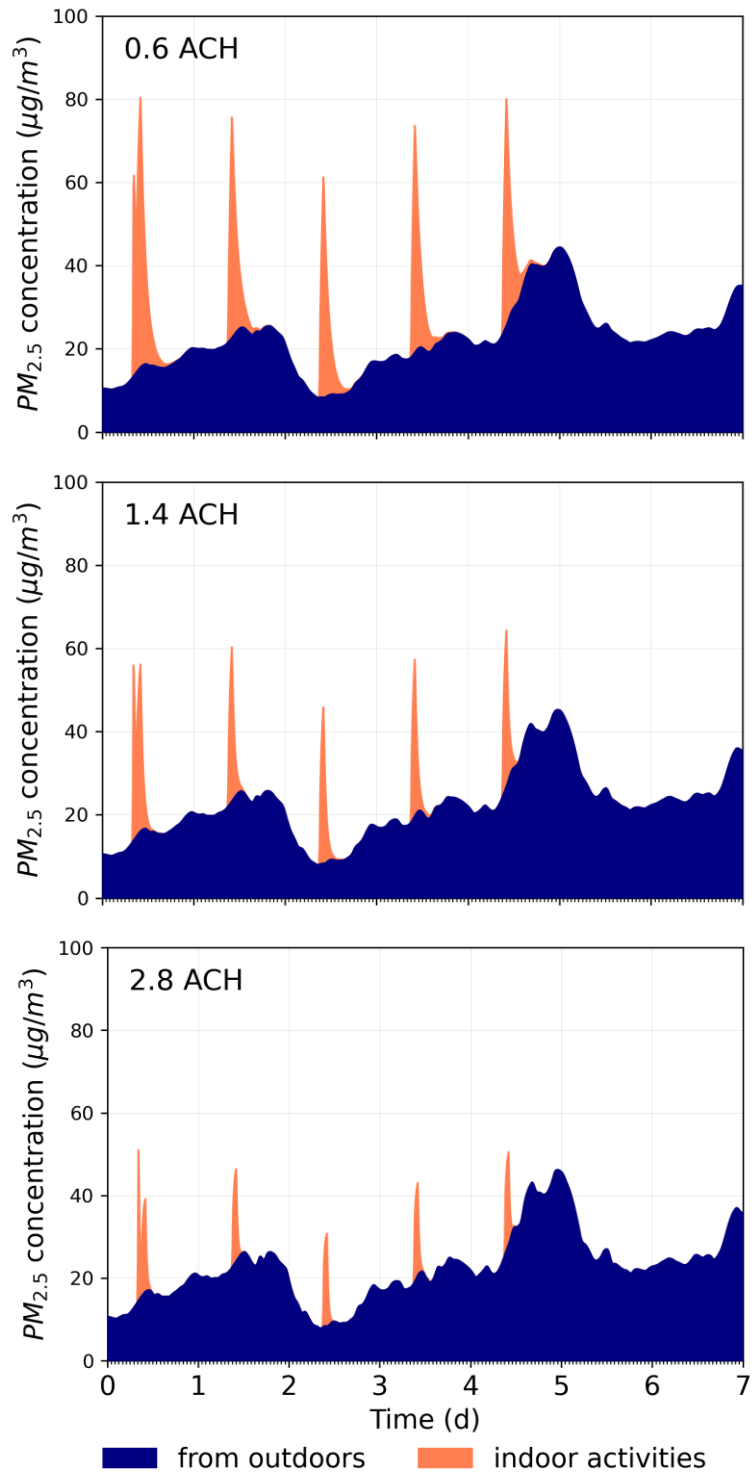 100
0.6 ACH
80
60
40
20
0
PM2.5 concentration (μg/m³)
100
1.4 ACH
80
60
40
20
0
PM2.5 concentration (μg/m³)
100
2.8 ACH
80
60
40
20
0
PM2.5 concentration (μg/m³)
0 1 2 3 4 5 6 7
Time (d)
from outdoors indoor activities